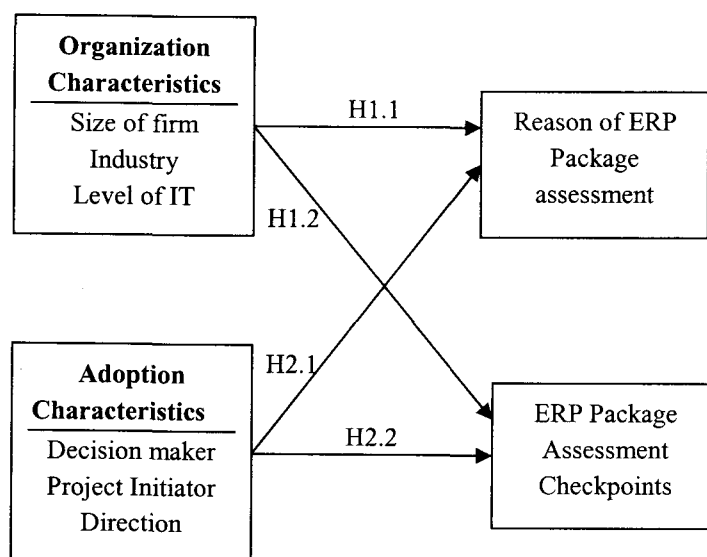 Organization
Characteristics
Size of firm
Industry
Level of IT
H1.1
Reason of ERP
Package
assessment
H1.2
H2.1
Adoption
Characteristics
Decision maker
Project Initiator
Direction
H2.2
ERP Package
Assessment
Checkpoints